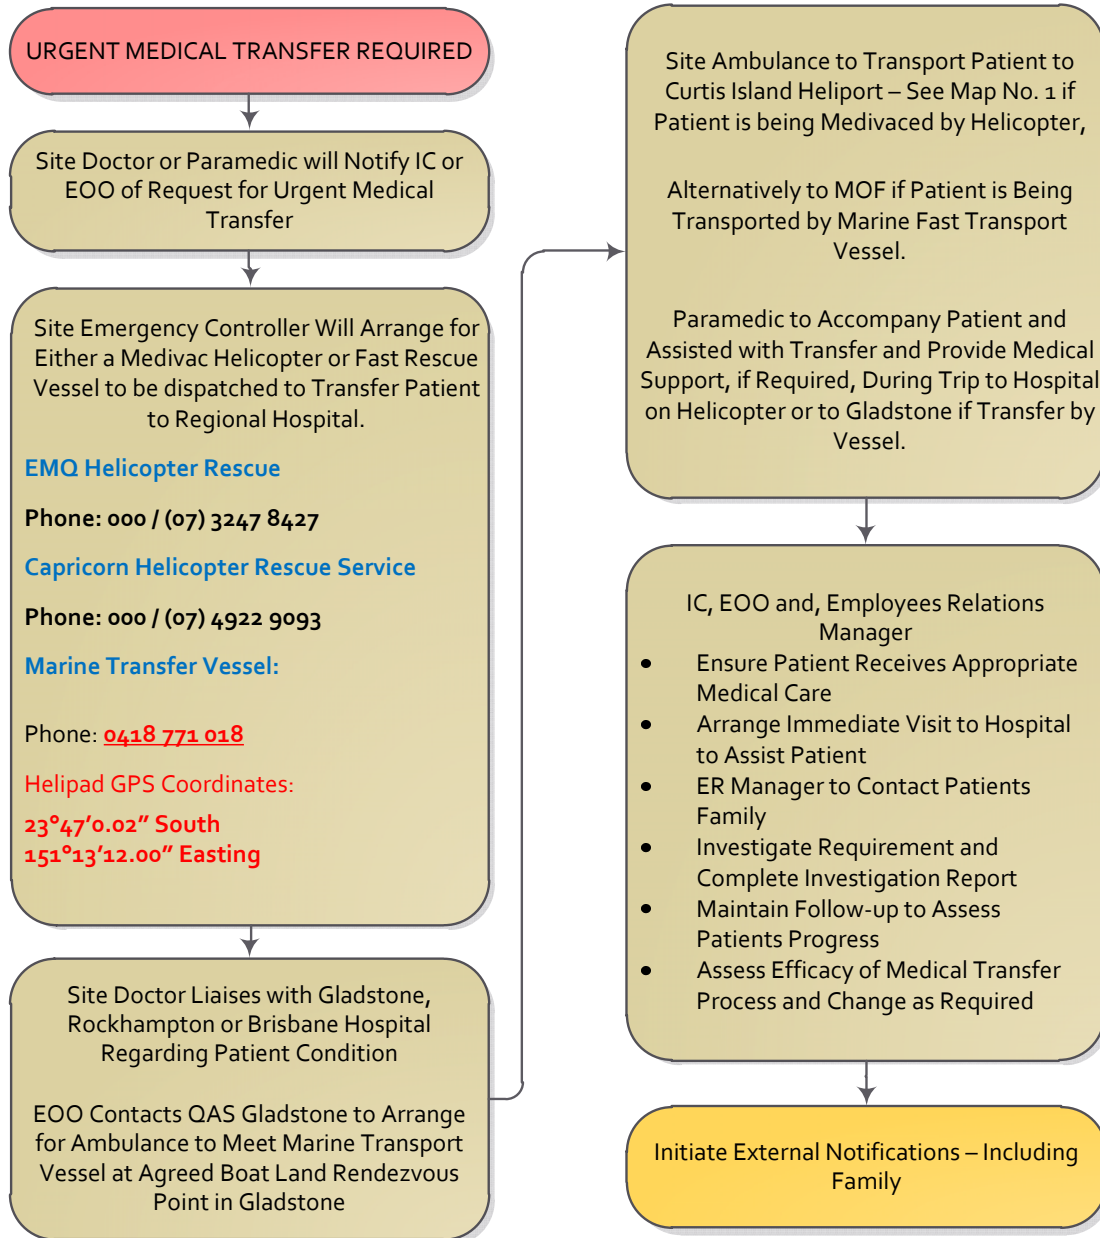 URGENT MEDICAL TRANSFER REQUIRED
Site Doctor or Paramedic will Notify IC or
EOO of Request for Urgent Medical
Transfer
Site Emergency Controller Will Arrange for
Either a Medivac Helicopter or Fast Rescue
Vessel to be dispatched to Transfer Patient
to Regional Hospital.
EMQ Helicopter Rescue
Phone: 000 / (07) 3247 8427
Capricorn Helicopter Rescue Service
Phone: 000 / (07) 4922 9093
Marine Transfer Vessel:
Phone: 0418 771 018
Helipad GPS Coordinates:
23°47’0.02” South
151°13’12.00” Easting
Site Doctor Liaises with Gladstone,
Rockhampton or Brisbane Hospital
Regarding Patient Condition
EOO Contacts QAS Gladstone to Arrange
for Ambulance to Meet Marine Transport
Vessel at Agreed Boat Land Rendezvous
Point in Gladstone
Site Ambulance to Transport Patient to
Curtis Island Heliport – See Map No. 1 if
Patient is being Medivaced by Helicopter,
Alternatively to MOF if Patient is Being
Transported by Marine Fast Transport
Vessel.
Paramedic to Accompany Patient and
Assisted with Transfer and Provide Medical
Support, if Required, During Trip to Hospital
on Helicopter or to Gladstone if Transfer by
Vessel.
IC, EOO and, Employees Relations
Manager
• Ensure Patient Receives Appropriate
Medical Care
• Arrange Immediate Visit to Hospital
to Assist Patient
• ER Manager to Contact Patients
Family
• Investigate Requirement and
Complete Investigation Report
• Maintain Follow-up to Assess
Patients Progress
• Assess Efficacy of Medical Transfer
Process and Change as Required
Initiate External Notifications – Including
Family